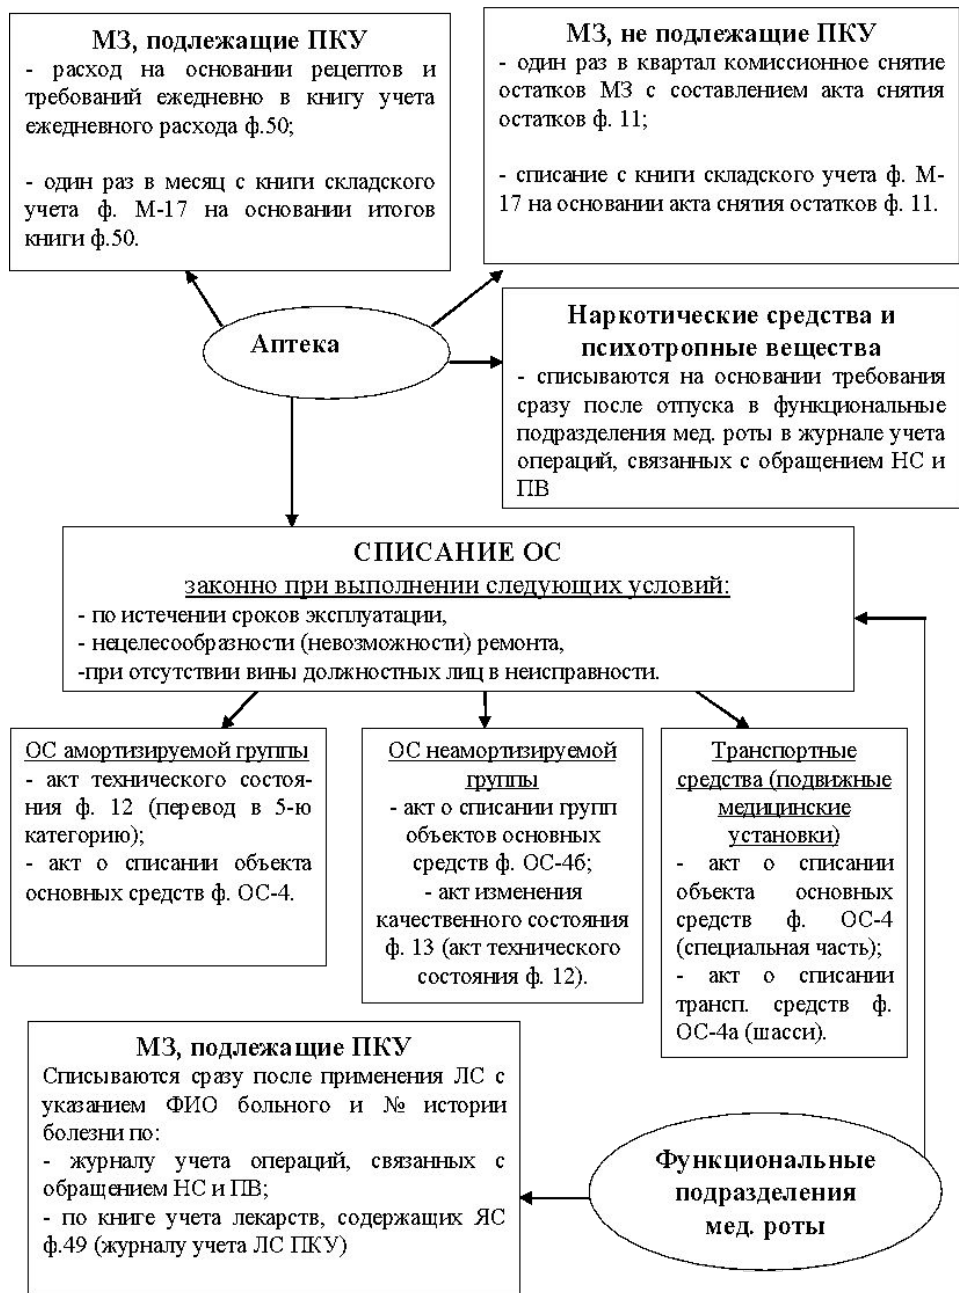 МЗ, подлежащие ПКУ
- расход на основании рецептов и
требований ежедневно в книгу учета
ежедневного расхода ф.50;
- один раз в месяц с книги складского
учета ф. М-17 на основании итогов
книги ф.50.
МЗ, не подлежащие ПКУ
- один раз в квартал комиссионное снятие
остатков МЗ с составлением акта снятия
остатков ф. 11;
- списание с книги складского учета ф. М-
17 на основании акта снятия остатков ф. 11.
Аптека
Наркотические средства и
психотропные вещества
- списываются на основании требования
сразу после отпуска в функциональные
подразделения мед. роты в журнале учета
операций, связанных с обращением НС и
ПВ
СПИСАНИЕ ОС
законно при выполнении следующих условий:
- по истечении сроков эксплуатации,
- нецелесообразности (невозможности) ремонта,
-при отсутствии вины должностных лиц в неисправности.
ОС амортизируемой группы
- акт технического состоя-
ния ф. 12 (перевод в 5-ю
категорию);
- акт о списании объекта
основных средств ф. ОС-4.
ОС неамортизируемой
группы
- акт о списании групп
объектов основных
средств ф. ОС-4б;
- акт изменения
качественного состояния
ф. 13 (акт технического
состояния ф. 12).
Транспортные
средства (подвижные
медицинские
установки)
- акт о списании
объекта основных
средств ф. ОС-4
(специальная часть);
- акт о списании
трансп. средств ф.
ОС-4а (шасси).
МЗ, подлежащие ПКУ
Списываются сразу после применения ЛС с
указанием ФИО больного и № истории
болезни по:
- журналу учета операций, связанных с
обращением НС и ПВ;
- по книге учета лекарств, содержащих ЯС
ф.49 (журналу учета ЛС ПКУ)
Функциональные
подразделения
мед. роты